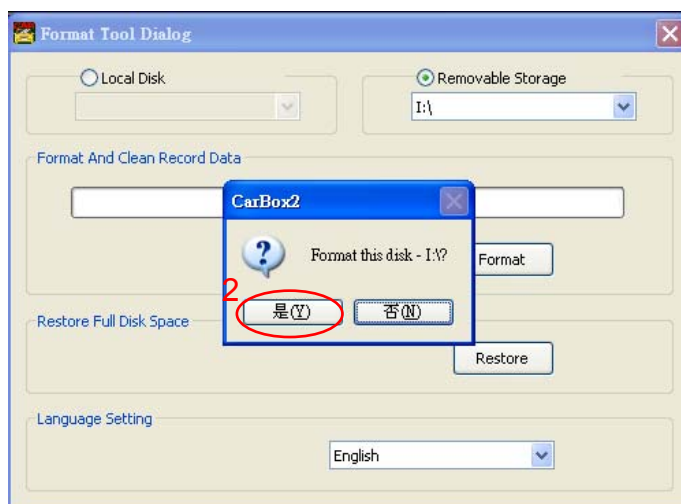 Format Tool Dialog
Local Disk
Removable Storage
I:\
Format And Clean Record Data
CarBox2
Format this disk - I:\?
Format
2
是(Y)
否(N)
Restore Full Disk Space
Restore
Language Setting
English